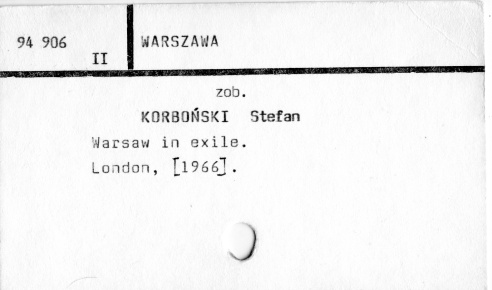 94 906
II
WARSZAWA
zob.
KORBOŃSKI Stefan
Warsaw in exile.
London, [1966].